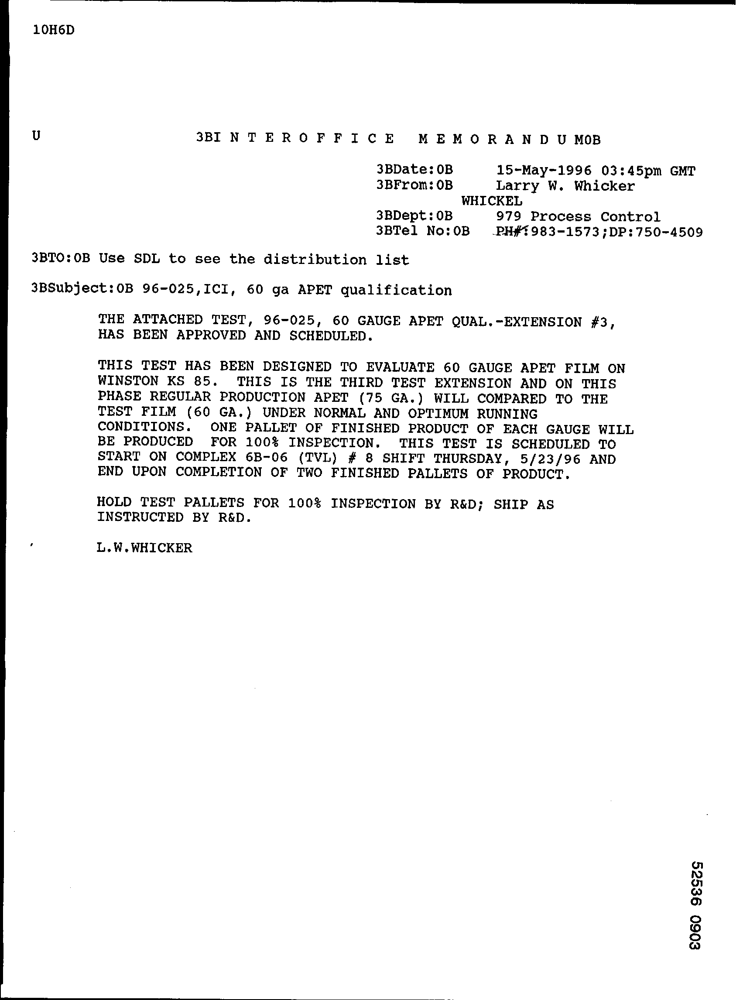 10H6D
U 3BI N T E R O F F I C E M E M O R A N D U M0B
3BDate:0B 15-May-1996 03:45pm GMT
3BFrom:0B Larry W. Whicker
WHICKEL
3BDept:0B 979 Process Control
3BTel No:0B PH#1983-1573;DP:750-4509
3BTO:0B Use SDL to see the distribution list
3BSubject:0B 96-025,ICI, 60 ga APET qualification
THE ATTACHED TEST, 96-025, 60 GAUGE APET QUAL.-EXTENSION #3,
HAS BEEN APPROVED AND SCHEDULED.
THIS TEST HAS BEEN DESIGNED TO EVALUATE 60 GAUGE APET FILM ON
WINSTON KS 85. THIS IS THE THIRD TEST EXTENSION AND ON THIS
PHASE REGULAR PRODUCTION APET (75 GA.) WILL COMPARED TO THE
TEST FILM (60 GA.) UNDER NORMAL AND OPTIMUM RUNNING
CONDITIONS. ONE PALLET OF FINISHED PRODUCT OF EACH GAUGE WILL
BE PRODUCED FOR 100% INSPECTION. THIS TEST IS SCHEDULED TO
START ON COMPLEX 6B-06 (TVL) # 8 SHIFT THURSDAY, 5/23/96 AND
END UPON COMPLETION OF TWO FINISHED PALLETS OF PRODUCT.
HOLD TEST PALLETS FOR 100% INSPECTION BY R&D; SHIP AS
INSTRUCTED BY R&D.
L.W.WHICKER
52536 0903